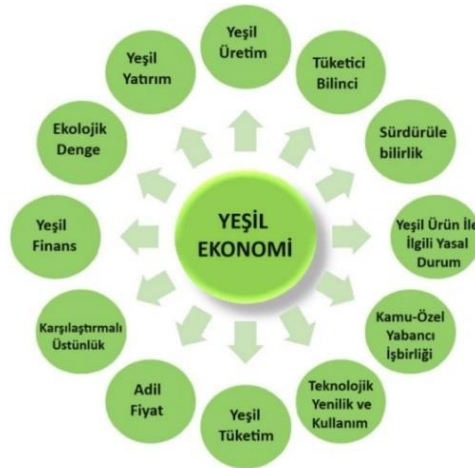 Yeşil
Üretim
Tüketici
Bilinci
Sürdürüle
bilirlik
Yeşil Ürün İle
İlgili Yasal
Durum
Kamu-Özel
Yabancı
İşbirliği
Teknolojik
Yenilik ve
Kullanım
Yeşil
Tüketim
Adil
Fiyat
Karşılaştırmalı
Üstünlük
Yeşil
Finans
Ekolojik
Denge
Yeşil
Yatırım
YEŞİL
EKONOMİ